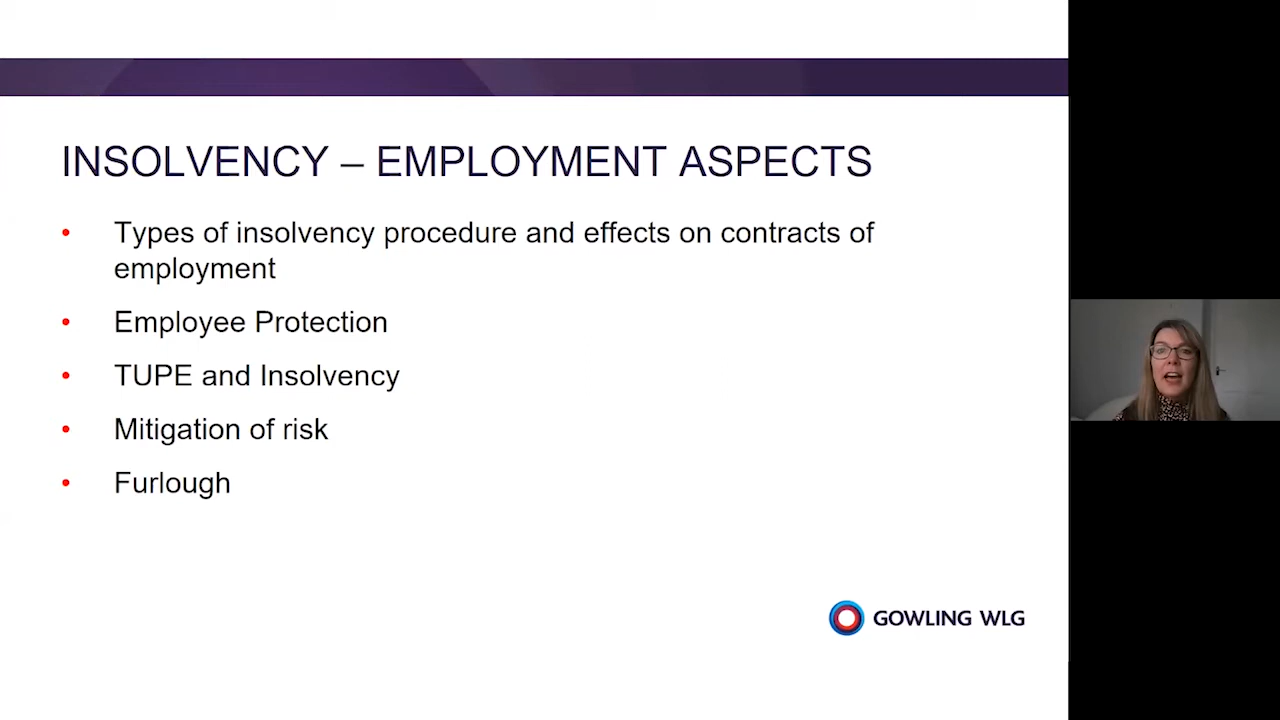 INSOLVENCY – EMPLOYMENT ASPECTS
• Types of insolvency procedure and effects on contracts of
employment
• Employee Protection
• TUPE and Insolvency
• Mitigation of risk
• Furlough
GOWLING WLG